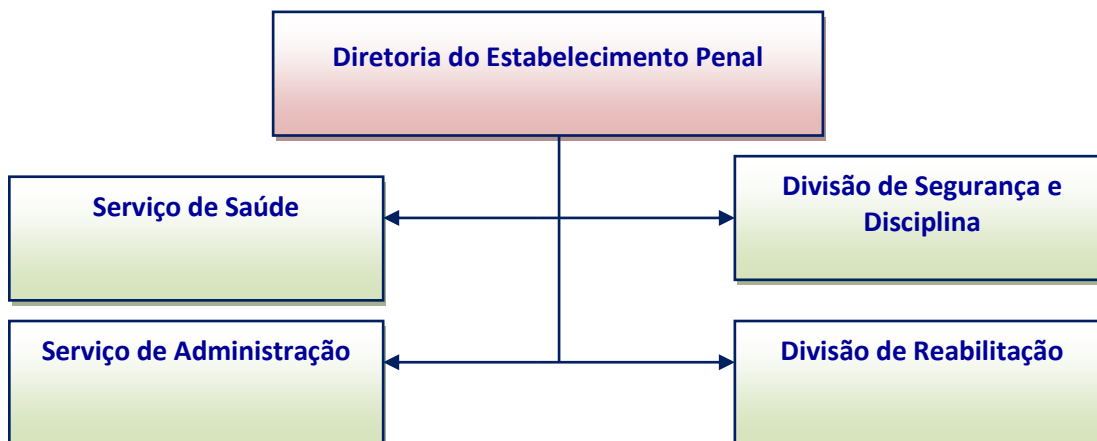 Diretoria do Estabelecimento Penal
Serviço de Saúde
Divisão de Segurança e
Disciplina
Serviço de Administração
Divisão de Reabilitação